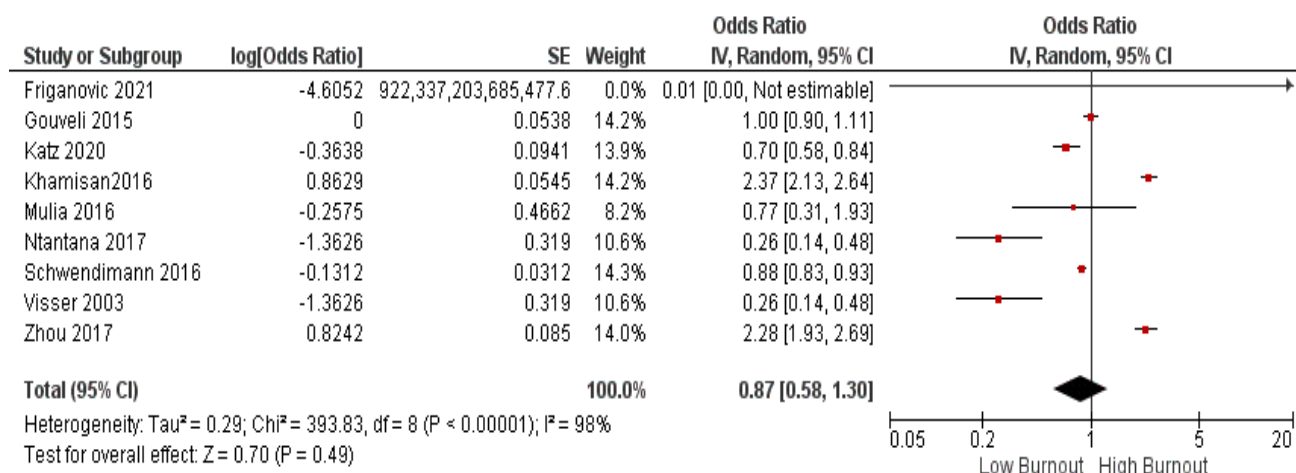 Odds Ratio Odds Ratio
Study or Subgroup log[Odds Ratio] SE Weight IV, Random, 95% CI IV, Random, 95% CI
Friganovic 2021 -4.6052 922,337,203,685,477.6 0.0% 0.01 [0.00, Not estimable]
Gouveli 2015 0 0.0538 14.2% 1.00 [0.90, 1.11]
Katz 2020 -0.3638 0.0941 13.9% 0.70 [0.58, 0.84]
Khamisan2016 0.8629 0.0545 14.2% 2.37 [2.13, 2.64]
Mulia 2016 -0.2575 0.4662 8.2% 0.77 [0.31, 1.93]
Ntantana 2017 -1.3626 0.319 10.6% 0.26 [0.14, 0.48]
Schwendimann 2016 -0.1312 0.0312 14.3% 0.88 [0.83, 0.93]
Visser 2003 -1.3626 0.319 10.6% 0.26 [0.14, 0.48]
Zhou 2017 0.8242 0.085 14.0% 2.28 [1.93, 2.69]
Total (95% CI) 100.0% 0.87 [0.58, 1.30]
Heterogeneity: Tau² = 0.29; Chi² = 393.83, df = 8 (P < 0.00001); I² = 98%
Test for overall effect: Z = 0.70 (P = 0.49)
0.05 0.2 1 5 20
Low Burnout High Burnout